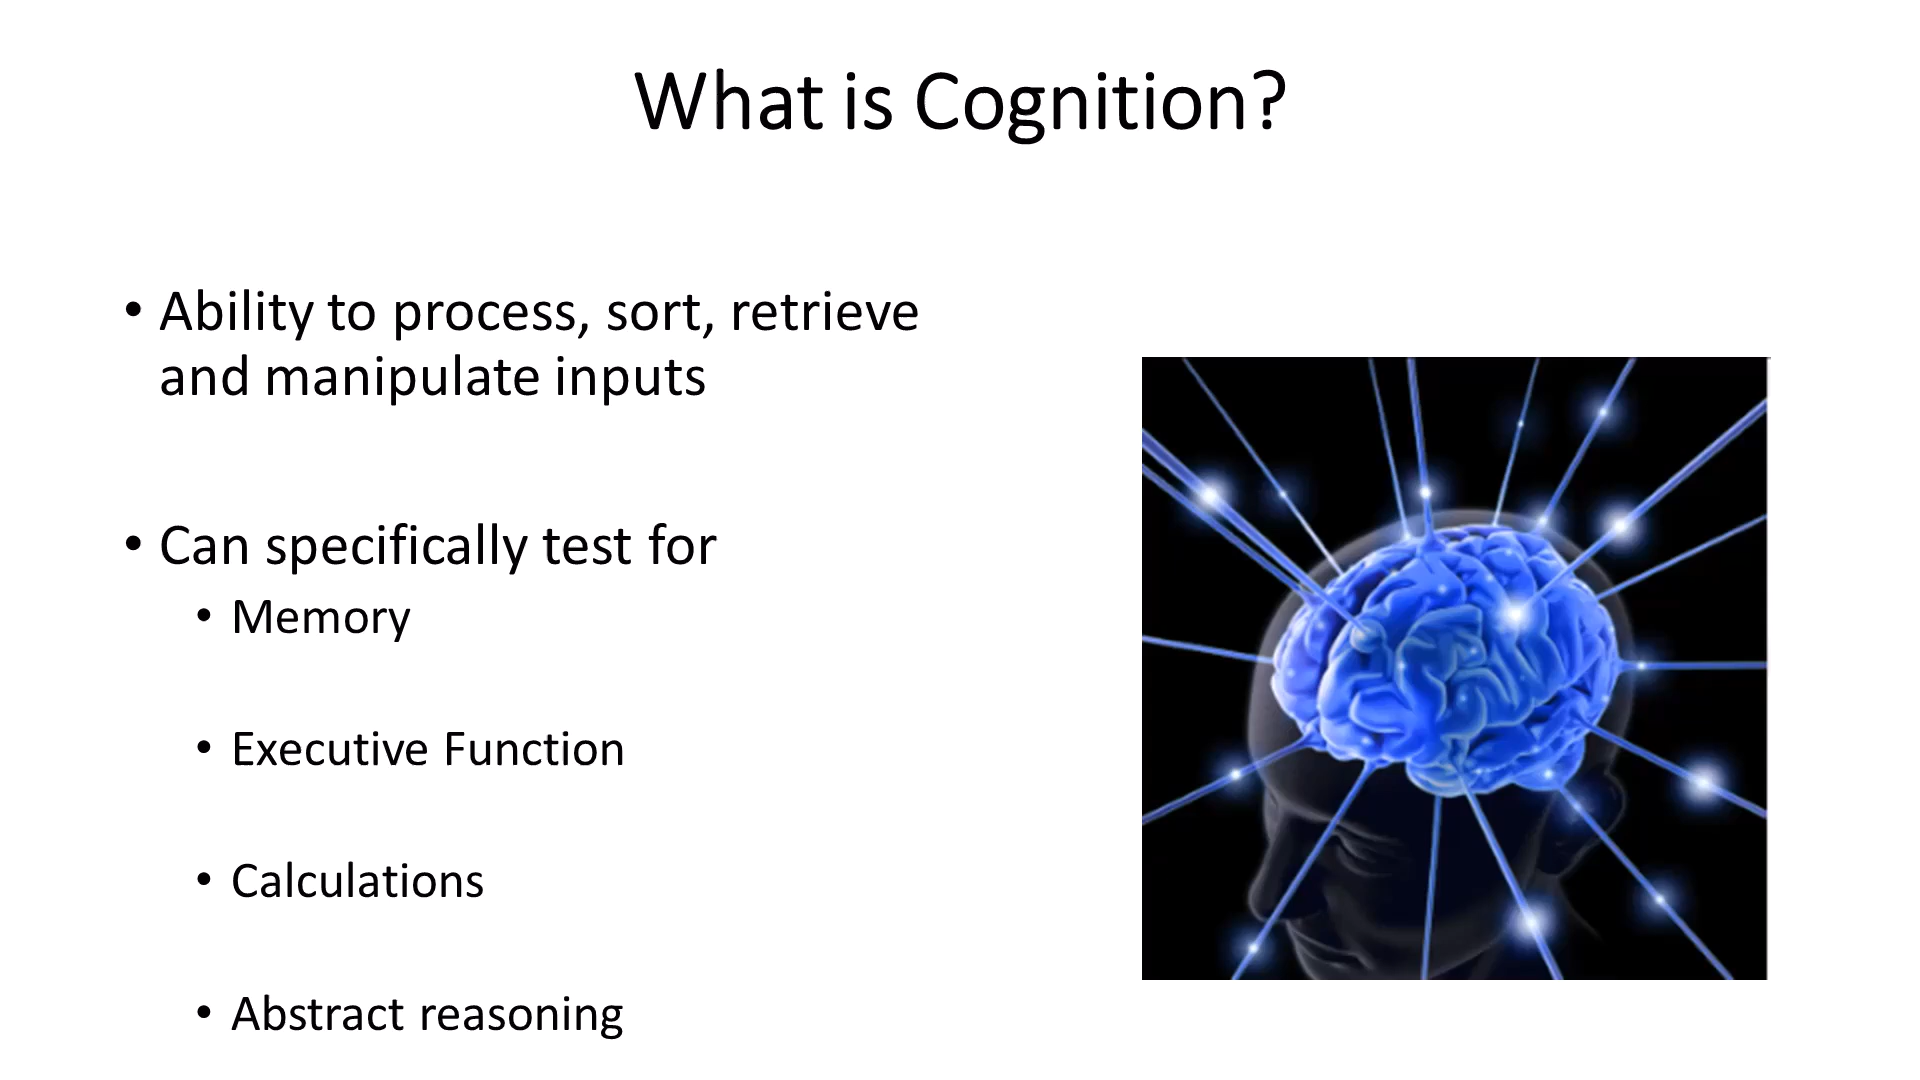 What is Cognition?
• Ability to process, sort, retrieve
and manipulate inputs
• Can specifically test for
• Memory
• Executive Function
• Calculations
• Abstract reasoning